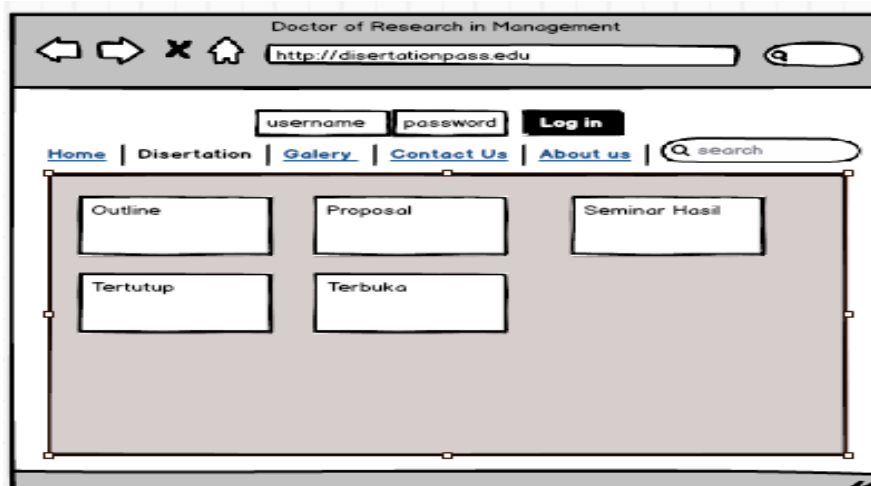 Doctor of Research in Management
http://disertationpass.edu
username password Log in
Home | Disertation | Galery | Contact Us | About us | search
Outline Proposal Seminar Hasil
Tertutup Terbuka